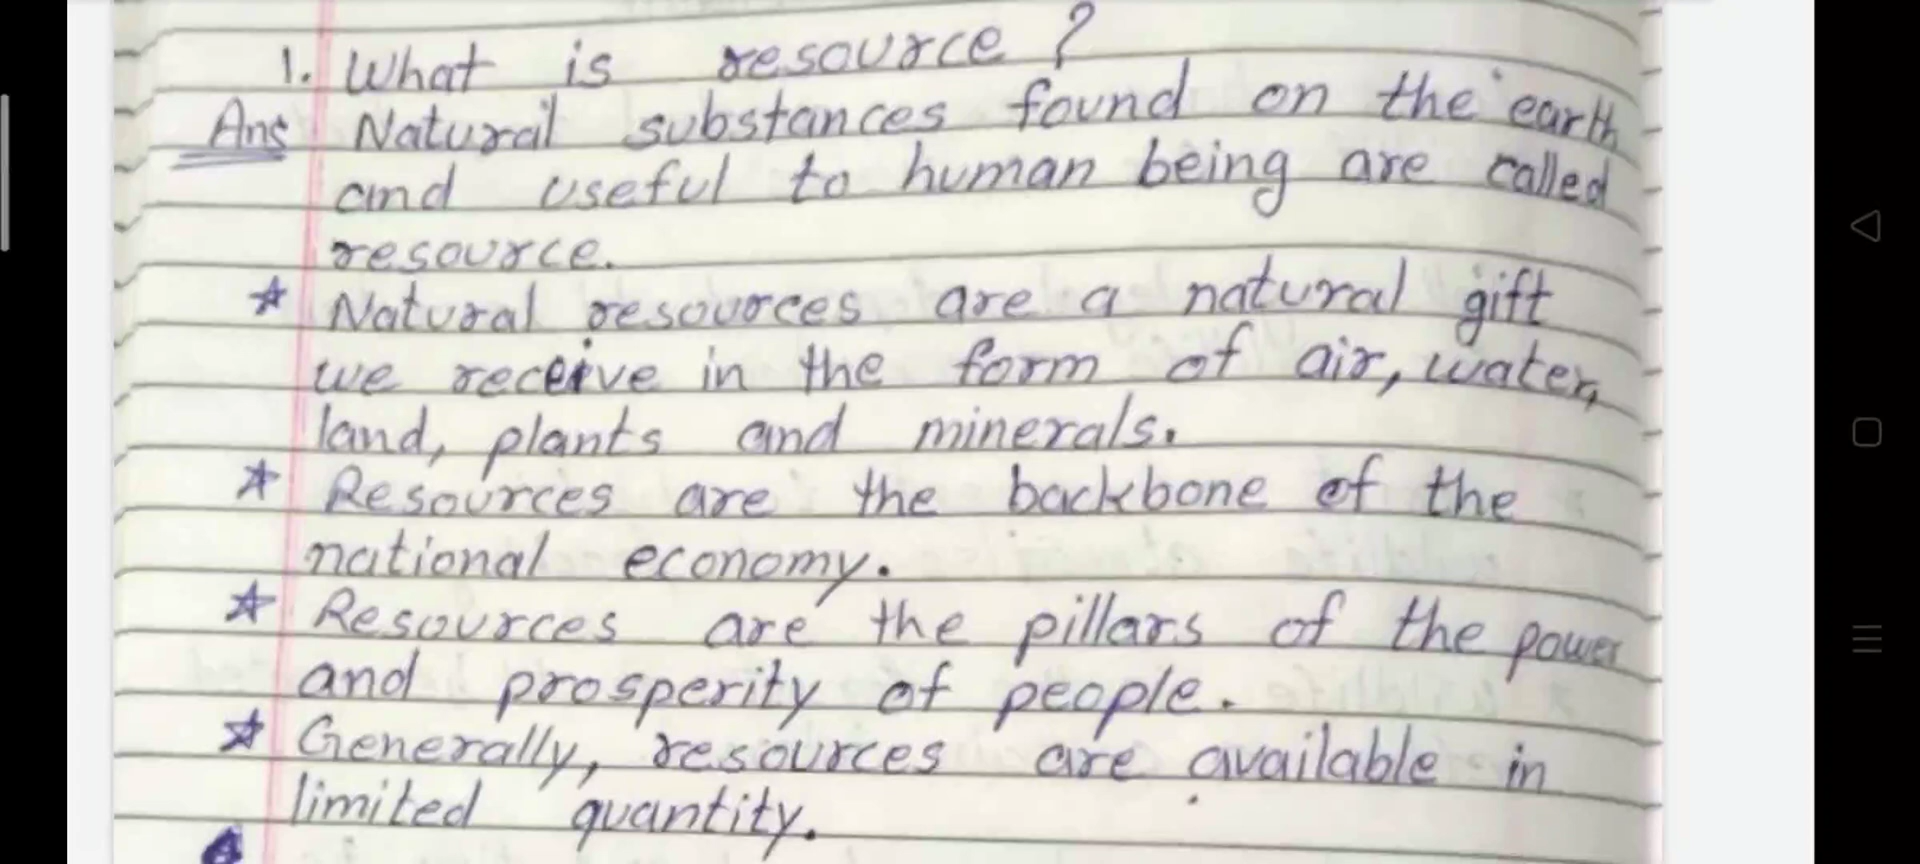 1. What is resource ?
Ans Natural substances found on the earth
and useful to human being are called
resource.
☆ Natural resources are a natural gift
we receive in the form of air, water,
land, plants and minerals.
☆ Resources are the backbone of the
national economy.
☆ Resources are the pillars of the power
and prosperity of people.
☆ Generally, resources are available in
limited quantity.